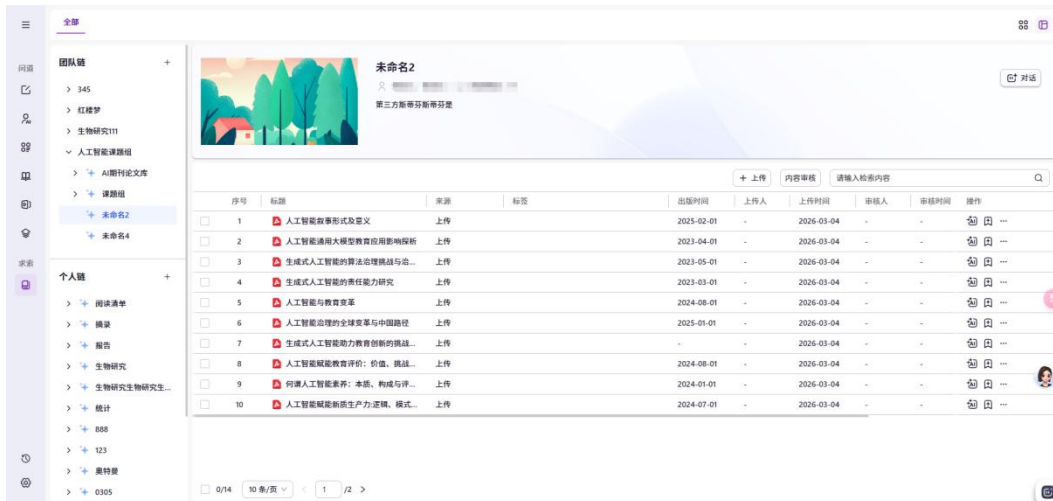 全部
问道
求索
团队链 +
345
红楼梦
生物研究111
人工智能课题组
AI期刊论文库
课题组
未命名2
未命名4
个人链 +
阅读清单
摘录
报告
生物研究
生物研究生物研究生...
统计
888
123
奥特曼
0305
未命名2
第三方斯蒂芬斯蒂芬是
对话
+ 上传 内容审核 请输入检索内容
序号 标题 来源 标签 出版时间 上传人 上传时间 审核人 审核时间 操作
1 人工智能叙事形式及意义 上传 2025-02-01 - 2026-03-04 - - ...
2 人工智能通用大模型教育应用影响探析 上传 2023-04-01 - 2026-03-04 - - ...
3 生成式人工智能的算法治理挑战与治... 上传 2023-05-01 - 2026-03-04 - - ...
4 生成式人工智能的责任能力研究 上传 2023-03-01 - 2026-03-04 - - ...
5 人工智能与教育变革 上传 2024-08-01 - 2026-03-04 - - ...
6 人工智能治理的全球变革与中国路径 上传 2025-01-01 - 2026-03-04 - - ...
7 生成式人工智能助力教育创新的挑战... 上传 - - 2026-03-04 - - ...
8 人工智能赋能教育评价：价值、挑战... 上传 2024-08-01 - 2026-03-04 - - ...
9 何谓人工智能素养：本质、构成与评... 上传 2024-01-01 - 2026-03-04 - - ...
10 人工智能赋能新质生产力:逻辑、模式... 上传 2024-07-01 - 2026-03-04 - - ...
0/14 10 条/页 1 /2